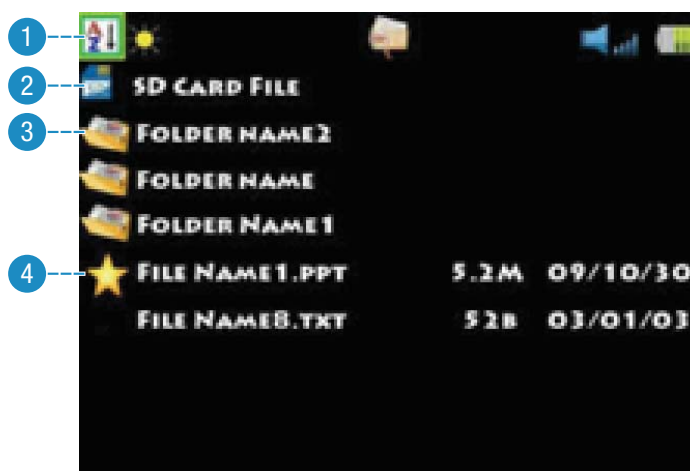 1
2 SD CARD FILE
3 FOLDER NAME2
FOLDER NAME
FOLDER NAME1
4 FILE NAME1.PPT 5.2M 09/10/30
FILE NAME8.TXT 52B 03/01/03